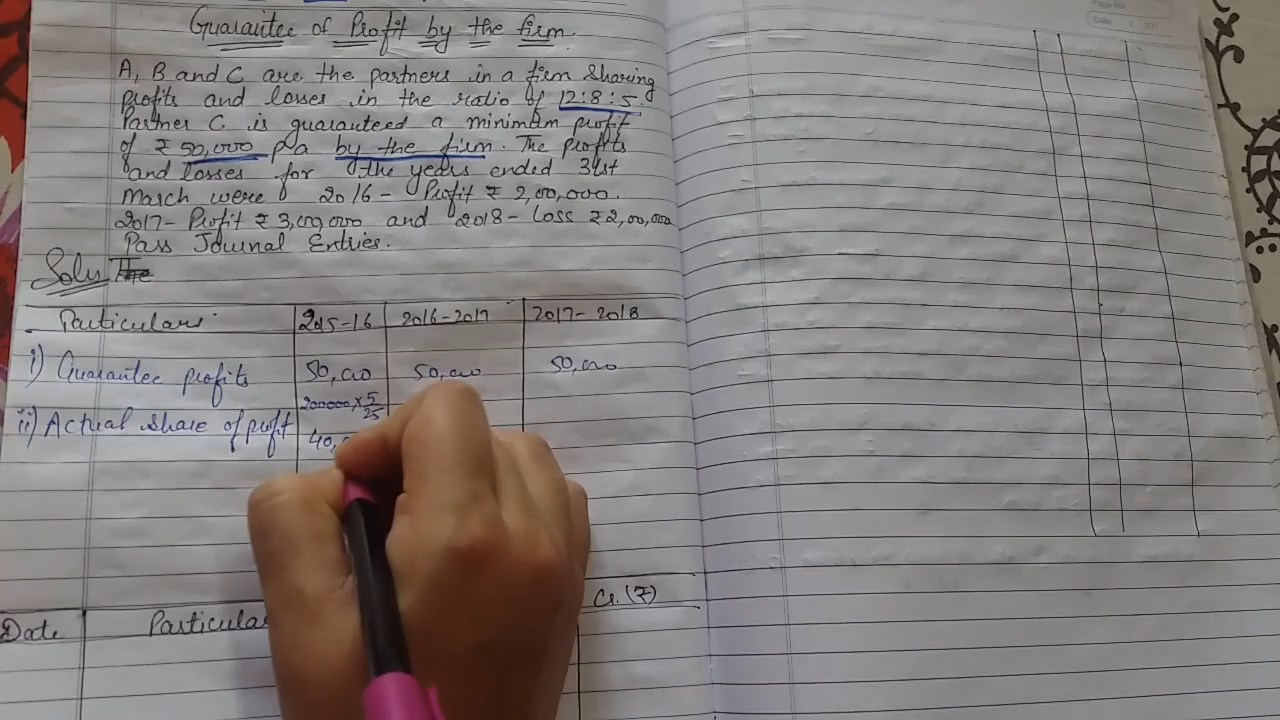 Guarantee of Profit by the firm.
A, B and C are the partners in a firm sharing
profits and losses in the ratio of 12:8:5.
Partner C is guaranteed a minimum profit
of ₹ 50,000 p a by the firm. The profits
and losses for the years ended 31st
March were 2016 - Profit ₹ 2,00,000.
2017 - Profit ₹ 3,00,000 and 2018 - Loss ₹ 2,00,000
Pass Journal Entries.
Solu
Particulars 2015-16 2016-2017 2017-2018
i) Guarantee profits 50,000 50,000 50,000
200000 x 5/25
ii) Actual share of profit 40,
Date Particular Cr. (₹)